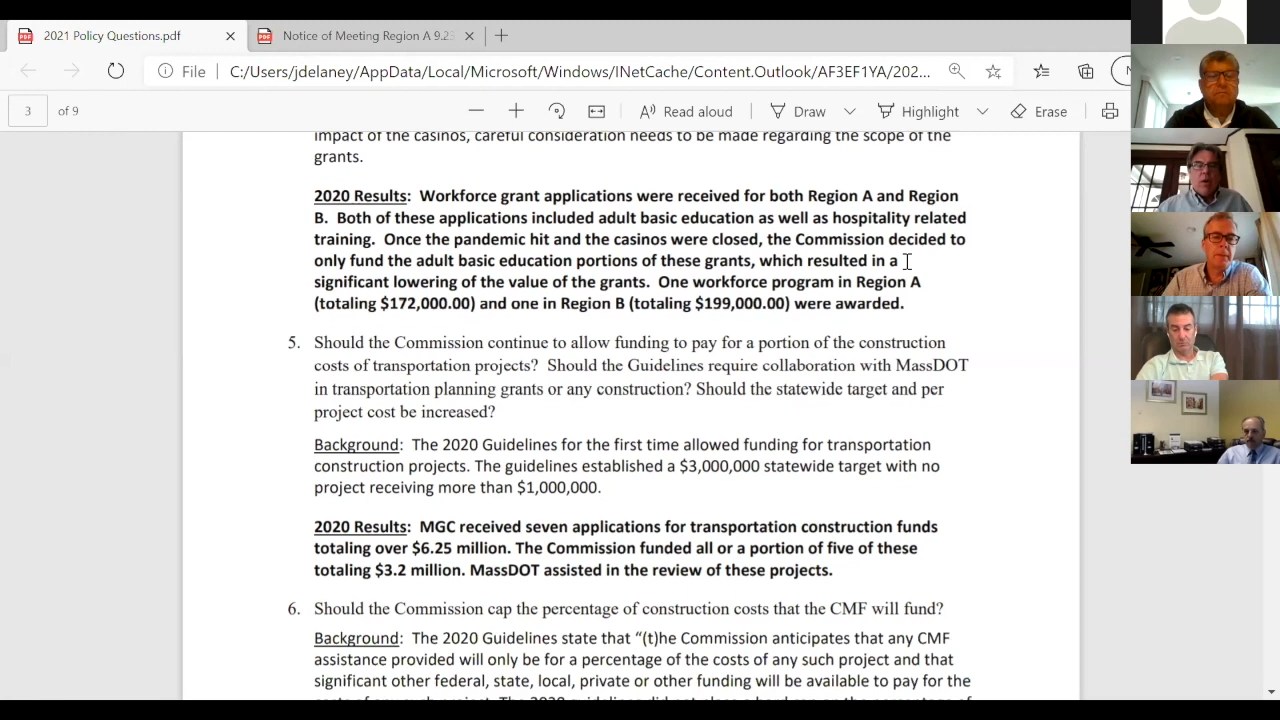 2021 Policy Questions.pdf
Notice of Meeting Region A 9.23
File
C:/Users/jdelaney/AppData/Local/Microsoft/Windows/INetCache/Content.Outlook/AF3EF1YA/202...
3 of 9
Read aloud
Draw
Highlight
Erase
impact of the casinos, careful consideration needs to be made regarding the scope of the
grants.
2020 Results: Workforce grant applications were received for both Region A and Region
B. Both of these applications included adult basic education as well as hospitality related
training. Once the pandemic hit and the casinos were closed, the Commission decided to
only fund the adult basic education portions of these grants, which resulted in a
significant lowering of the value of the grants. One workforce program in Region A
(totaling $172,000.00) and one in Region B (totaling $199,000.00) were awarded.
5. Should the Commission continue to allow funding to pay for a portion of the construction
costs of transportation projects? Should the Guidelines require collaboration with MassDOT
in transportation planning grants or any construction? Should the statewide target and per
project cost be increased?
Background: The 2020 Guidelines for the first time allowed funding for transportation
construction projects. The guidelines established a $3,000,000 statewide target with no
project receiving more than $1,000,000.
2020 Results: MGC received seven applications for transportation construction funds
totaling over $6.25 million. The Commission funded all or a portion of five of these
totaling $3.2 million. MassDOT assisted in the review of these projects.
6. Should the Commission cap the percentage of construction costs that the CMF will fund?
Background: The 2020 Guidelines state that “(t)he Commission anticipates that any CMF
assistance provided will only be for a percentage of the costs of any such project and that
significant other federal, state, local, private or other funding will be available to pay for the